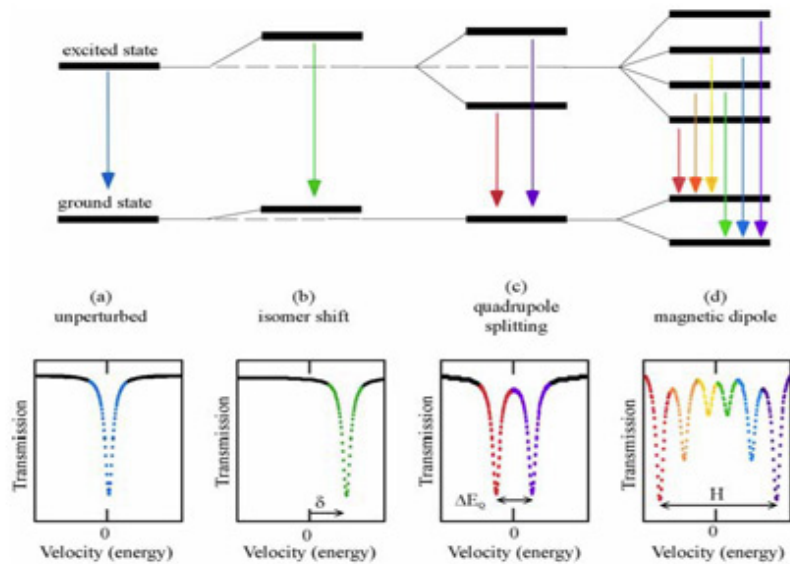 excited state
ground state
(a)
unperturbed
(b)
isomer shift
(c)
quadrupole
splitting
(d)
magnetic dipole
Transmission
0
Velocity (energy)
Transmission
δ
0
Velocity (energy)
Transmission
ΔE_Q
0
Velocity (energy)
Transmission
H
0
Velocity (energy)